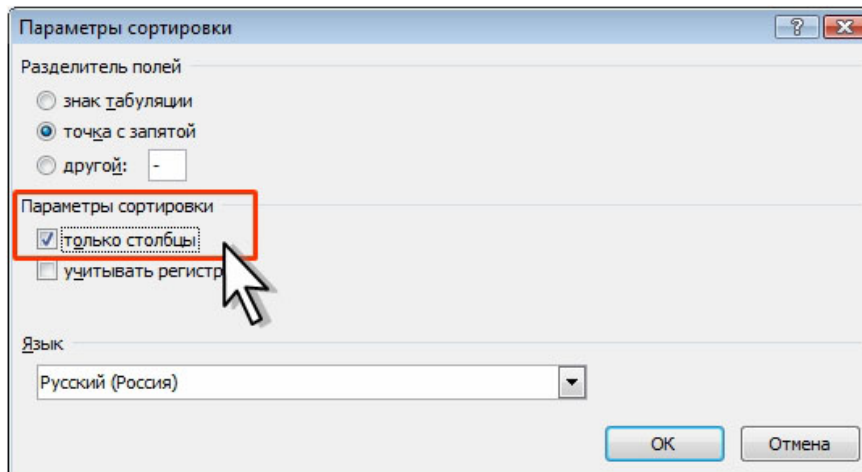 Параметры сортировки
Разделитель полей
знак табуляции
точка с запятой
другой: -
Параметры сортировки
только столбцы
учитывать регистр
Язык
Русский (Россия)
ОК Отмена